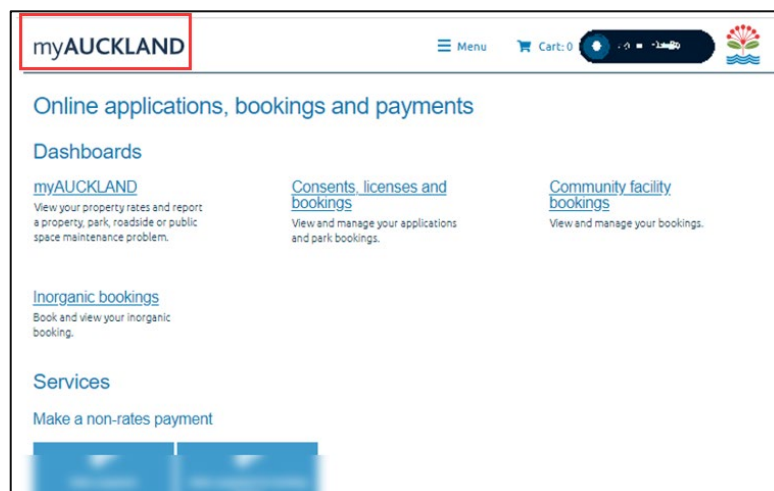 myAUCKLAND
Menu
Cart: 0
Online applications, bookings and payments
Dashboards
myAUCKLAND
View your property rates and report
a property, park, roadside or public
space maintenance problem.
Consents, licenses and
bookings
View and manage your applications
and park bookings.
Community facility
bookings
View and manage your bookings.
Inorganic bookings
Book and view your inorganic
booking.
Services
Make a non-rates payment